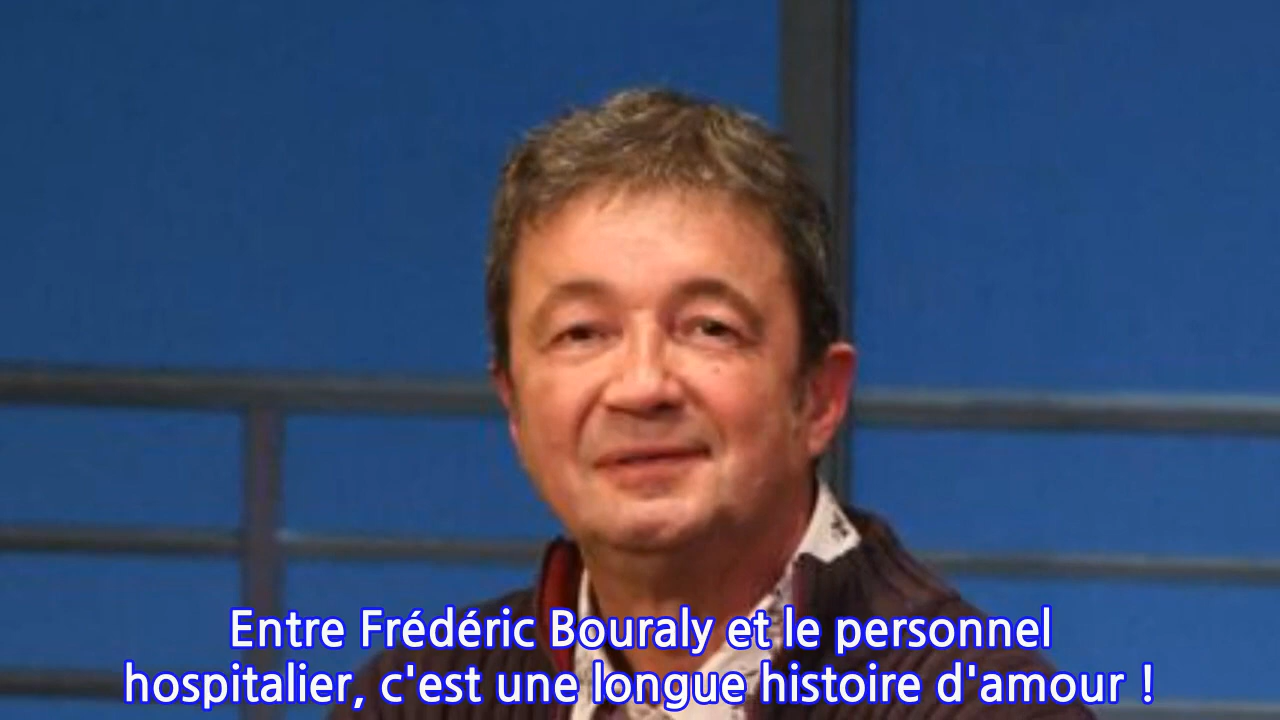 Entre Frédéric Bouraly et le personnel
hospitalier, c'est une longue histoire d'amour !